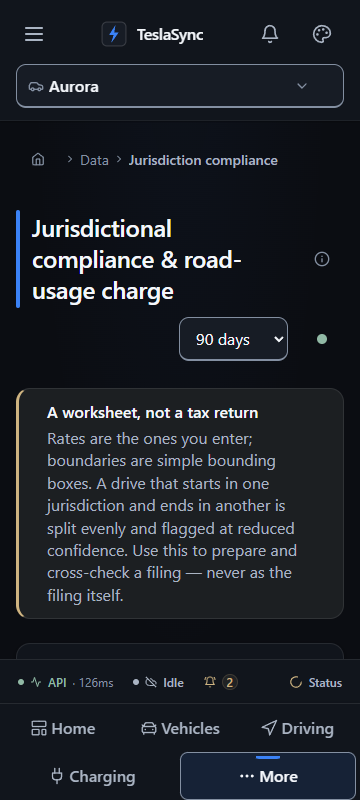 TeslaSync
Aurora
Data
Jurisdiction compliance
Jurisdictional
compliance & road-
usage charge
90 days
A worksheet, not a tax return
Rates are the ones you enter;
boundaries are simple bounding
boxes. A drive that starts in one
jurisdiction and ends in another is
split evenly and flagged at reduced
confidence. Use this to prepare and
cross-check a filing — never as the
filing itself.
API · 126ms
Idle
2
Status
Home
Vehicles
Driving
Charging
More